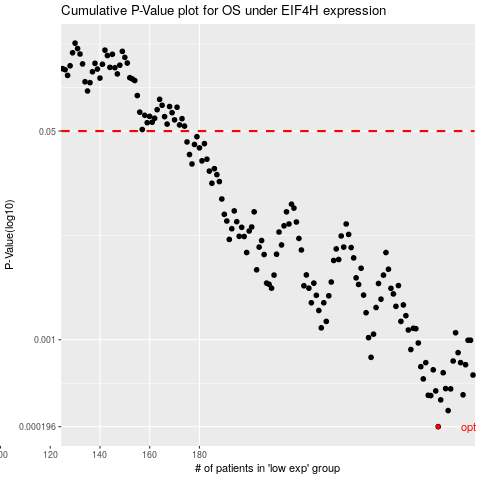 Cumulative P-Value plot for OS under EIF4H expression
P-Value(log10)
0.05
0.001
0.000196
opt
00
120
140
160
180
# of patients in 'low exp' group